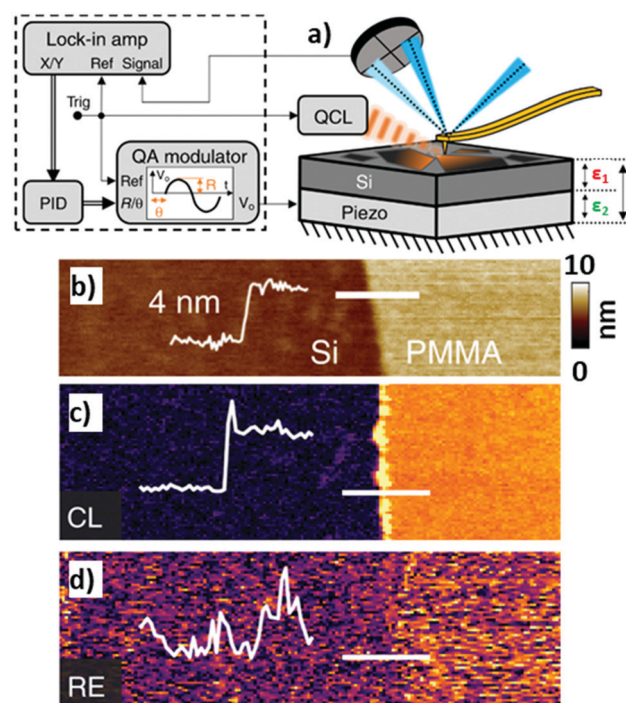 a)
Lock-in amp
X/Y Ref Signal
Trig
QCL
QA modulator
Ref
R/θ
V₀
R
t
θ
V₀
PID
Si
Piezo
ε₁
ε₂
b)
4 nm
Si
PMMA
10
nm
0
c)
CL
d)
RE